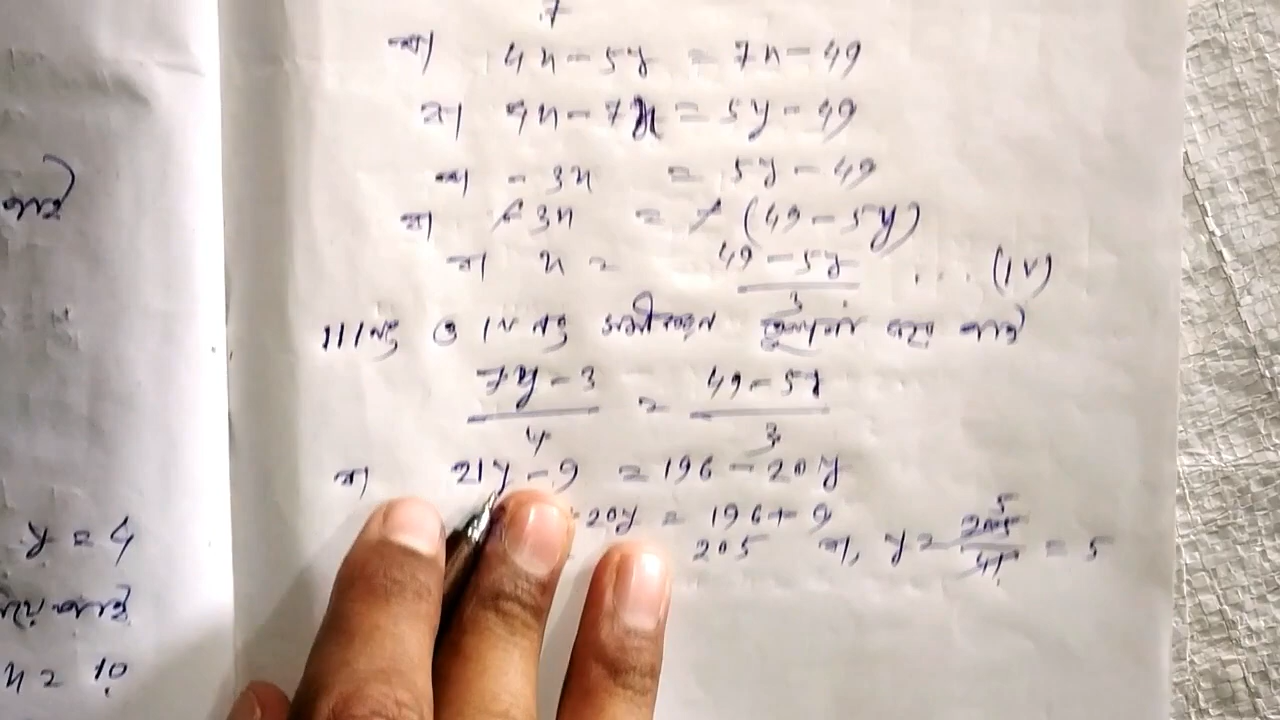 7
বা 4x - 5y = 7x - 49
বা 4x - 7x = 5y - 49
বা - 3x = 5y - 49
বা - 3x = - (49 - 5y)
বা x = 49 - 5y / 3 ... (IV)
III নং ও IV নং সমীকরণ তুলনা করে পাই
7y - 3 / 4 = 49 - 5y / 3
বা 21y - 9 = 196 - 20y
+ 20y = 196 + 9
205 বা, y = 205 / 41 = 5
পাই
y = 4
পাই
x = 10